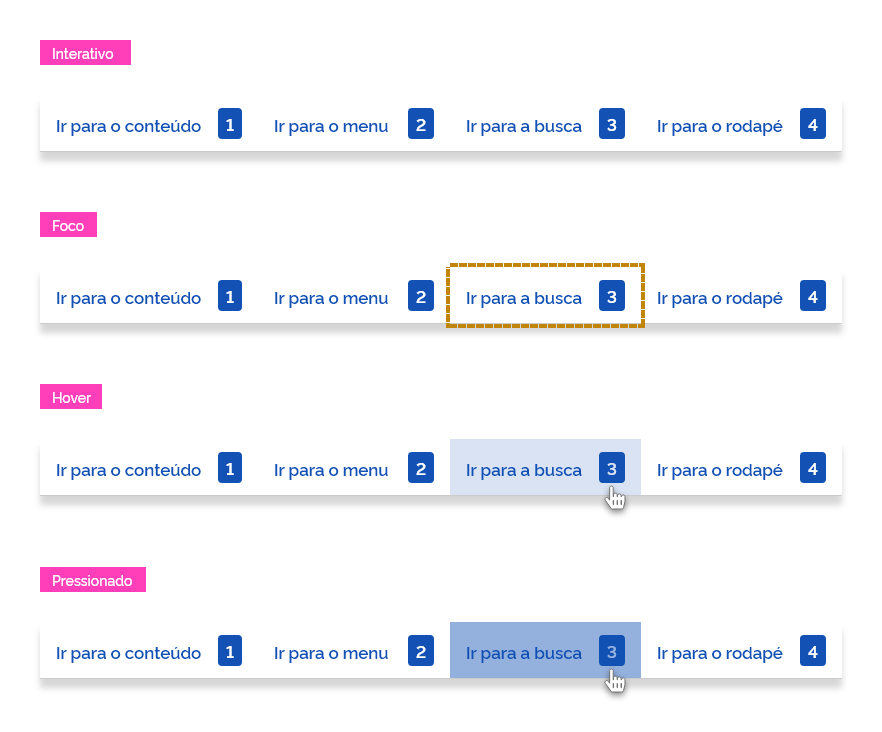 Interativo
Ir para o conteúdo 1 Ir para o menu 2 Ir para a busca 3 Ir para o rodapé 4
Foco
Ir para o conteúdo 1 Ir para o menu 2 Ir para a busca 3 Ir para o rodapé 4
Hover
Ir para o conteúdo 1 Ir para o menu 2 Ir para a busca 3 Ir para o rodapé 4
Pressionado
Ir para o conteúdo 1 Ir para o menu 2 Ir para a busca 3 Ir para o rodapé 4